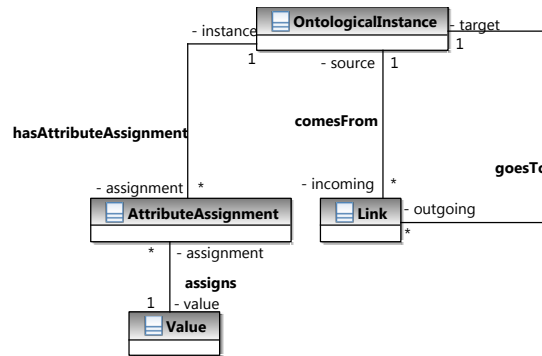 OntologicalInstance
- instance
- target
1
- source
1
1
hasAttributeAssignment
comesFrom
goesTo
- assignment
*
- incoming
*
AttributeAssignment
Link
- outgoing
*
*
- assignment
assigns
1
- value
Value